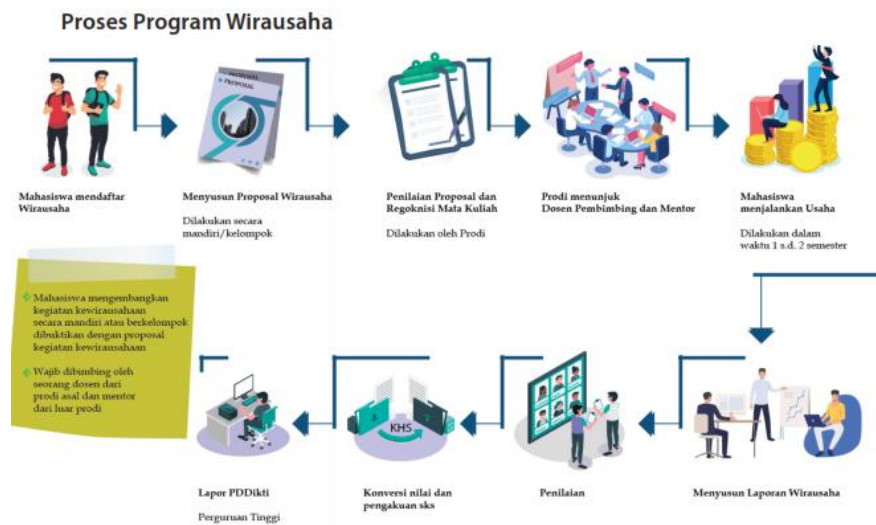 Proses Program Wirausaha
PROPOSAL
PROPOSAL
Mahasiswa mendaftar
Wirausaha
Menyusun Proposal Wirausaha
Dilakukan secara
mandiri/kelompok
Penilaian Proposal dan
Regoknisi Mata Kuliah
Dilakukan oleh Prodi
Prodi menunjuk
Dosen Pembimbing dan Mentor
Mahasiswa
menjalankan Usaha
Dilakukan dalam
waktu 1 s.d. 2 semester
Mahasiswa mengembangkan
kegiatan kewirausahaan
secara mandiri atau berkelompok
dibuktikan dengan proposal
kegiatan kewirausahaan
Wajib dibimbing oleh
seorang dosen dari
prodi asal dan mentor
dari luar prodi
Menyusun Laporan Wirausaha
Penilaian
KHS
Konversi nilai dan
pengakuan sks
Lapor PDDikti
Perguruan Tinggi